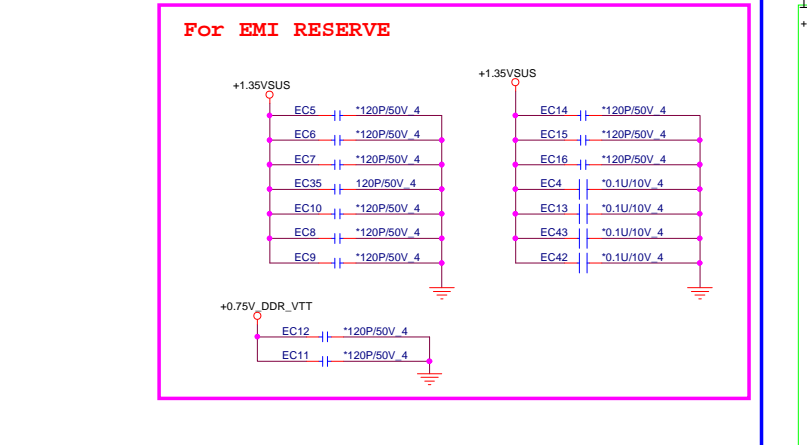 For EMI RESERVE
+1.35VSUS
EC5 *120P/50V_4
EC6 *120P/50V_4
EC7 *120P/50V_4
EC35 120P/50V_4
EC10 *120P/50V_4
EC8 *120P/50V_4
EC9 *120P/50V_4
+1.35VSUS
EC14 *120P/50V_4
EC15 *120P/50V_4
EC16 *120P/50V_4
EC4 *0.1U/10V_4
EC13 *0.1U/10V_4
EC43 *0.1U/10V_4
EC42 *0.1U/10V_4
+0.75V_DDR_VTT
EC12 *120P/50V_4
EC11 *120P/50V_4